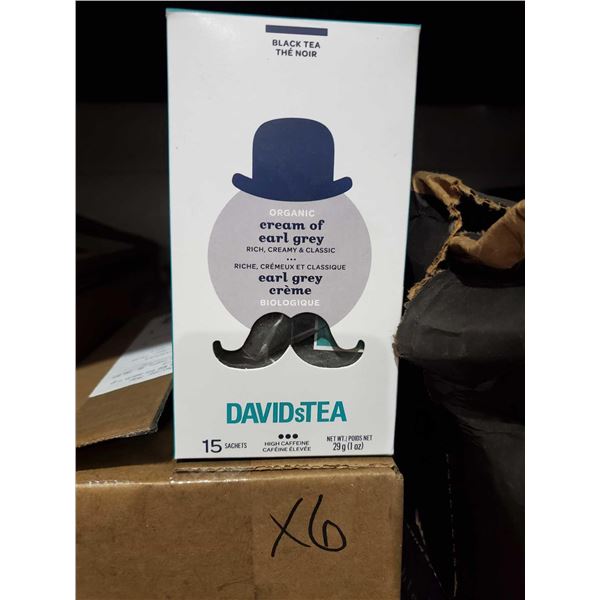 BLACK TEA
THÉ NOIR
ORGANIC
cream of
earl grey
RICH, CREAMY & CLASSIC
...
RICHE, CRÉMEUX ET CLASSIQUE
earl grey
crème
BIOLOGIQUE
DAVIDsTEA
15 SACHETS
HIGH CAFFEINE
CAFÉINE ÉLEVÉE
NET WT. | POIDS NET
29 g (1 oz)
X6